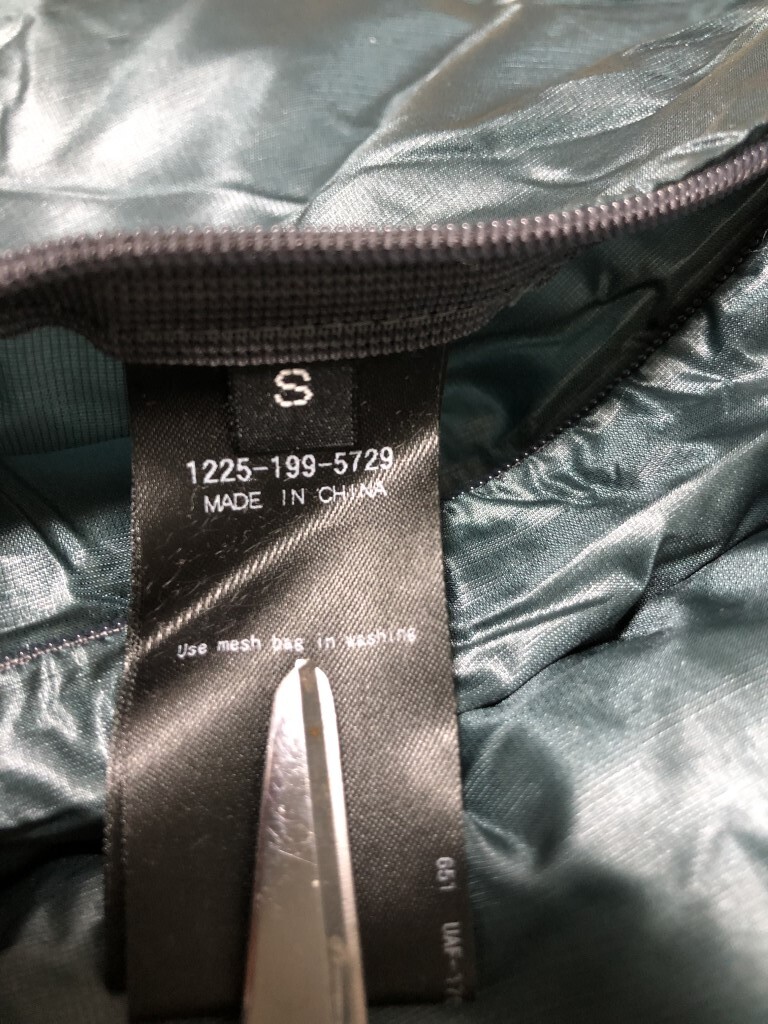 S
1225-199-5729
MADE IN CHINA
Use mesh bag in washing
651